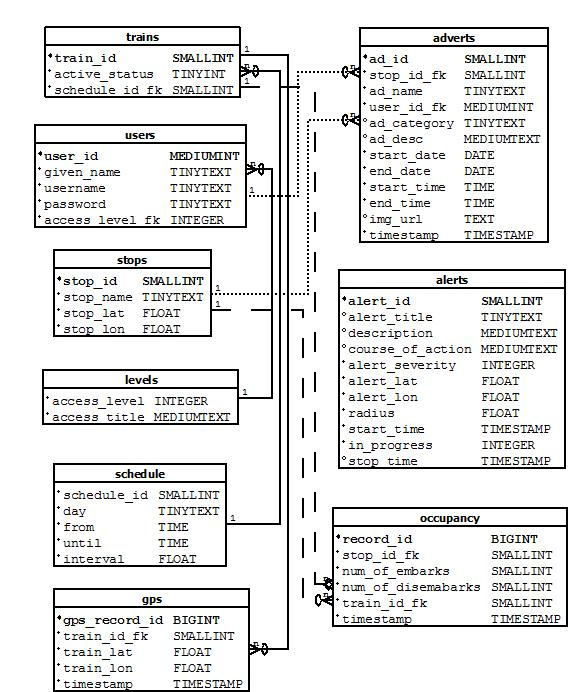 trains
*train_id SMALLINT
*active_status TINYINT
*schedule_id_fk SMALLINT
users
*user_id MEDIUMINT
*given_name TINYTEXT
*username TINYTEXT
*password TINYTEXT
*access_level_fk INTEGER
stops
*stop_id SMALLINT
*stop_name TINYTEXT
*stop_lat FLOAT
*stop_lon FLOAT
levels
*access_level INTEGER
*access_title MEDIUMTEXT
schedule
*schedule_id SMALLINT
*day TINYTEXT
*from TIME
*until TIME
*interval FLOAT
gps
*gps_record_id BIGINT
*train_id_fk SMALLINT
*train_lat FLOAT
*train_lon FLOAT
*timestamp TIMESTAMP
1
n
1
n
1
1
1
1
1
n
adverts
*ad_id SMALLINT
*stop_id_fk SMALLINT
*ad_name TINYTEXT
*user_id_fk MEDIUMINT
°ad_category TINYTEXT
°ad_desc MEDIUMTEXT
*start_date DATE
*end_date DATE
*start_time TIME
*end_time TIME
°img_url TEXT
*timestamp TIMESTAMP
n
n
alerts
*alert_id SMALLINT
°alert_title TINYTEXT
°description MEDIUMTEXT
°course_of_action MEDIUMTEXT
*alert_severity INTEGER
*alert_lat FLOAT
*alert_lon FLOAT
*radius FLOAT
*start_time TIMESTAMP
*in_progress INTEGER
°stop_time TIMESTAMP
occupancy
*record_id BIGINT
*stop_id_fk SMALLINT
*num_of_embarks SMALLINT
*num_of_disemabarks SMALLINT
*train_id_fk SMALLINT
*timestamp TIMESTAMP
n
n